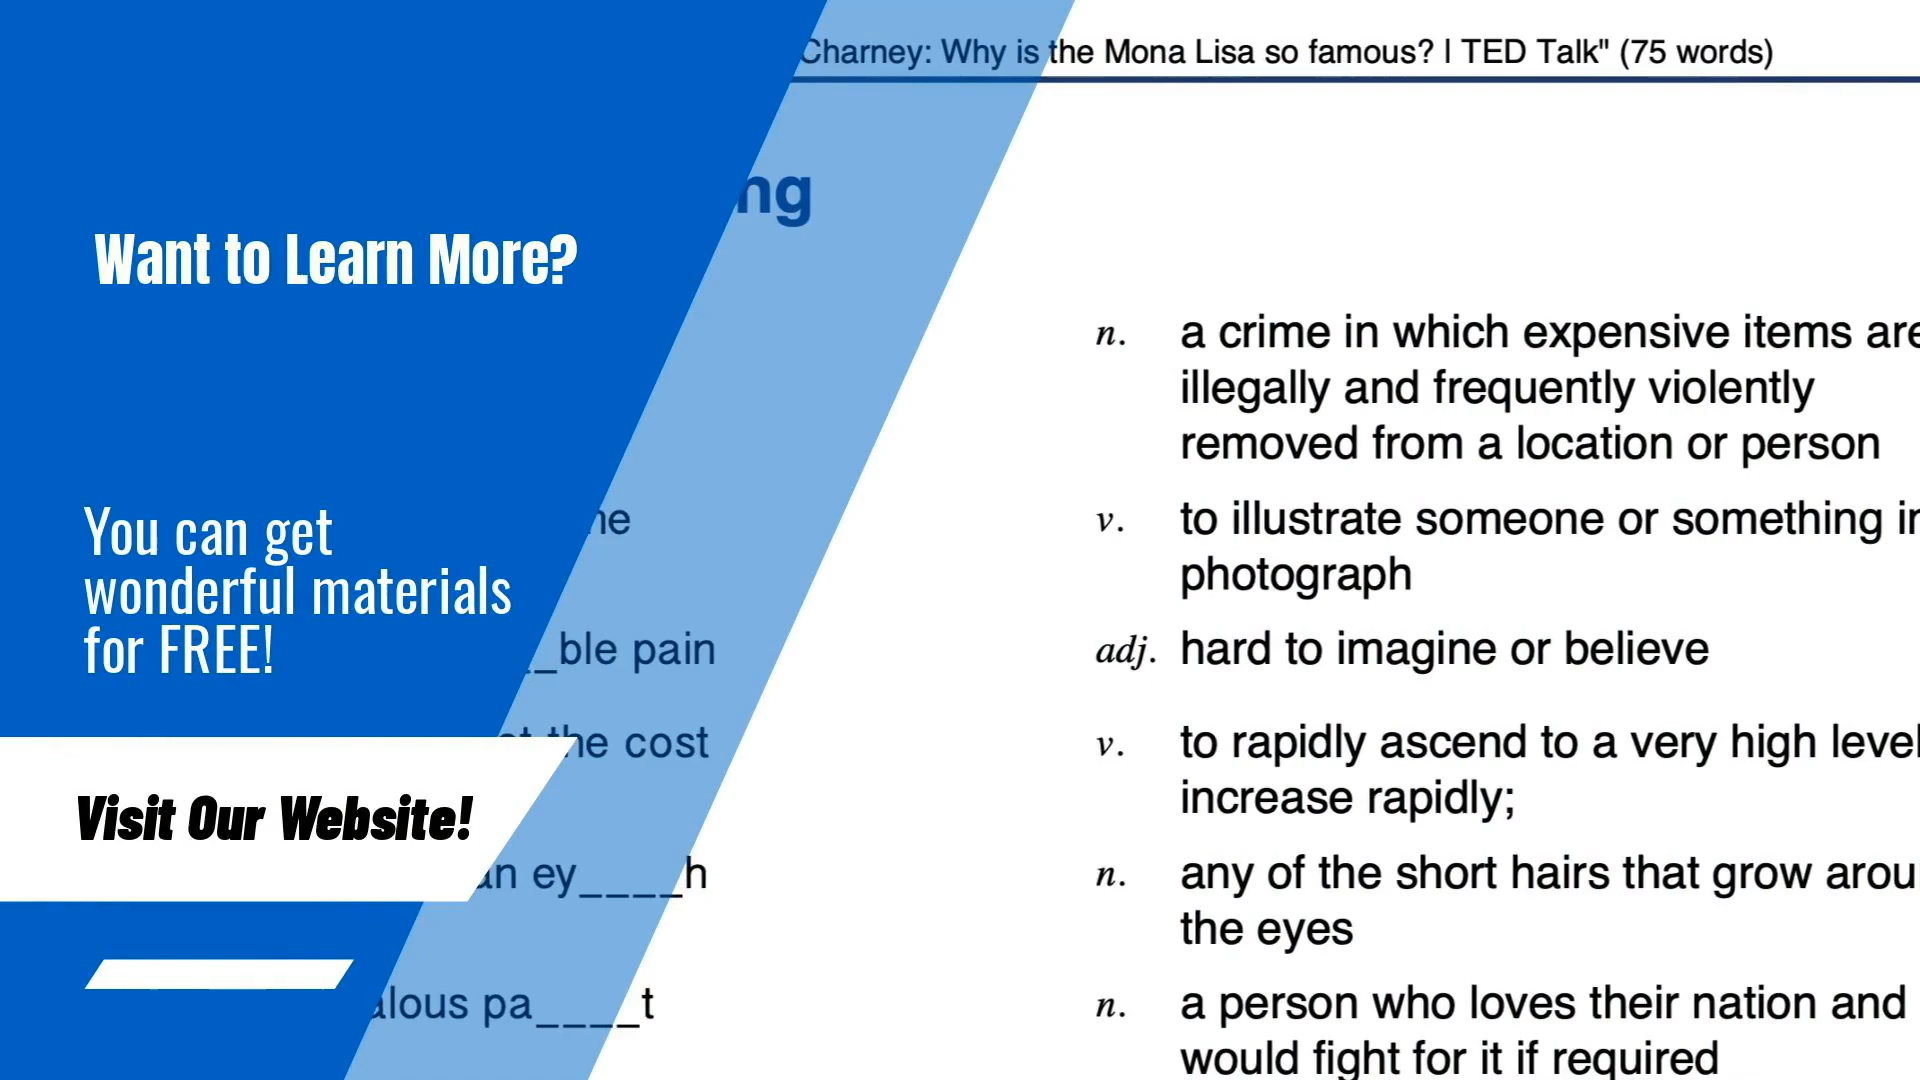 Charney: Why is the Mona Lisa so famous? | TED Talk" (75 words)
ng
Want to Learn More?
You can get
wonderful materials
for FREE!
Visit Our Website!
n. a crime in which expensive items are
illegally and frequently violently
removed from a location or person
ne
v. to illustrate someone or something in
photograph
_ble pain
adj. hard to imagine or believe
the cost
v. to rapidly ascend to a very high level
increase rapidly;
an ey____h
n. any of the short hairs that grow arou
the eyes
alous pa____t
n. a person who loves their nation and
would fight for it if required